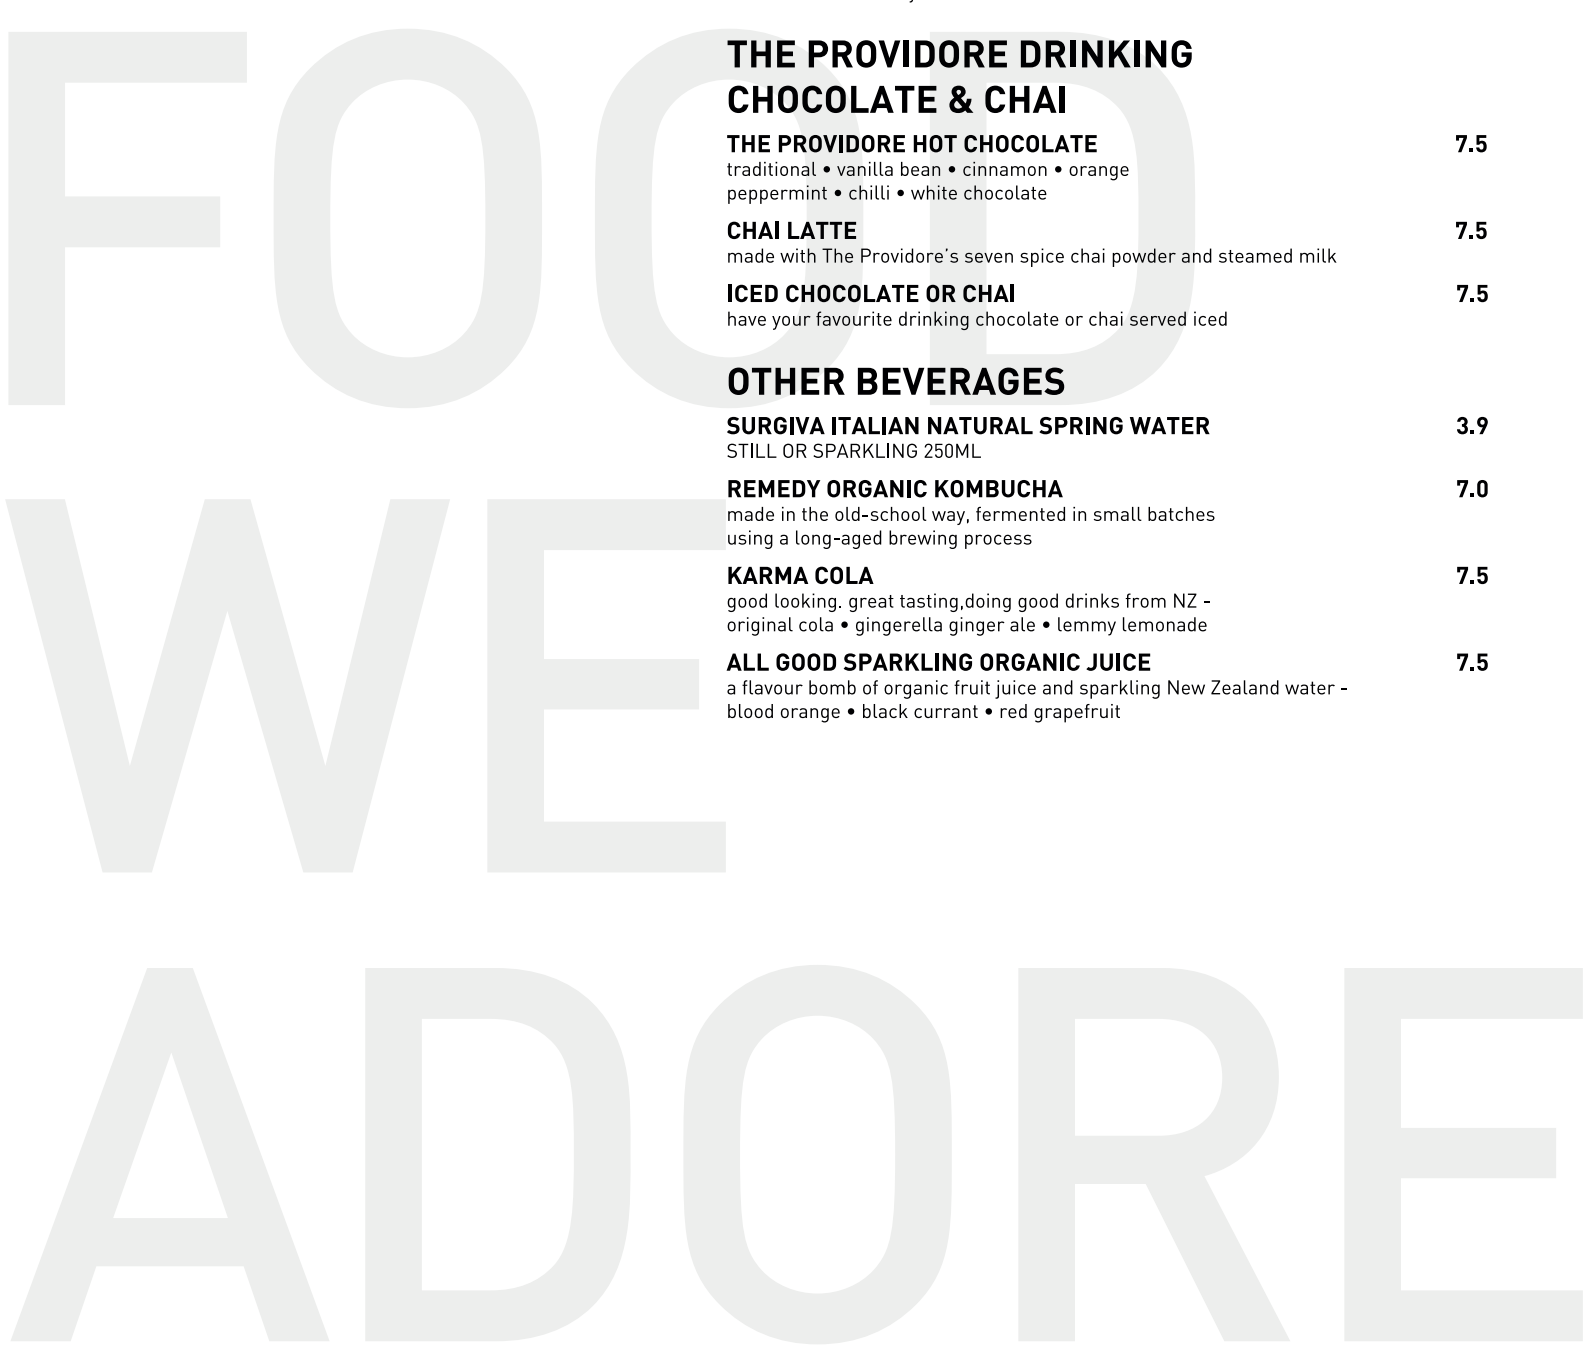 FOOD
WE
ADORE
THE PROVIDORE DRINKING
CHOCOLATE & CHAI
THE PROVIDORE HOT CHOCOLATE 7.5
traditional • vanilla bean • cinnamon • orange
peppermint • chilli • white chocolate
CHAI LATTE 7.5
made with The Providore's seven spice chai powder and steamed milk
ICED CHOCOLATE OR CHAI 7.5
have your favourite drinking chocolate or chai served iced
OTHER BEVERAGES
SURGIVA ITALIAN NATURAL SPRING WATER 3.9
STILL OR SPARKLING 250ML
REMEDY ORGANIC KOMBUCHA 7.0
made in the old-school way, fermented in small batches
using a long-aged brewing process
KARMA COLA 7.5
good looking. great tasting,doing good drinks from NZ -
original cola • gingerella ginger ale • lemmy lemonade
ALL GOOD SPARKLING ORGANIC JUICE 7.5
a flavour bomb of organic fruit juice and sparkling New Zealand water -
blood orange • black currant • red grapefruit